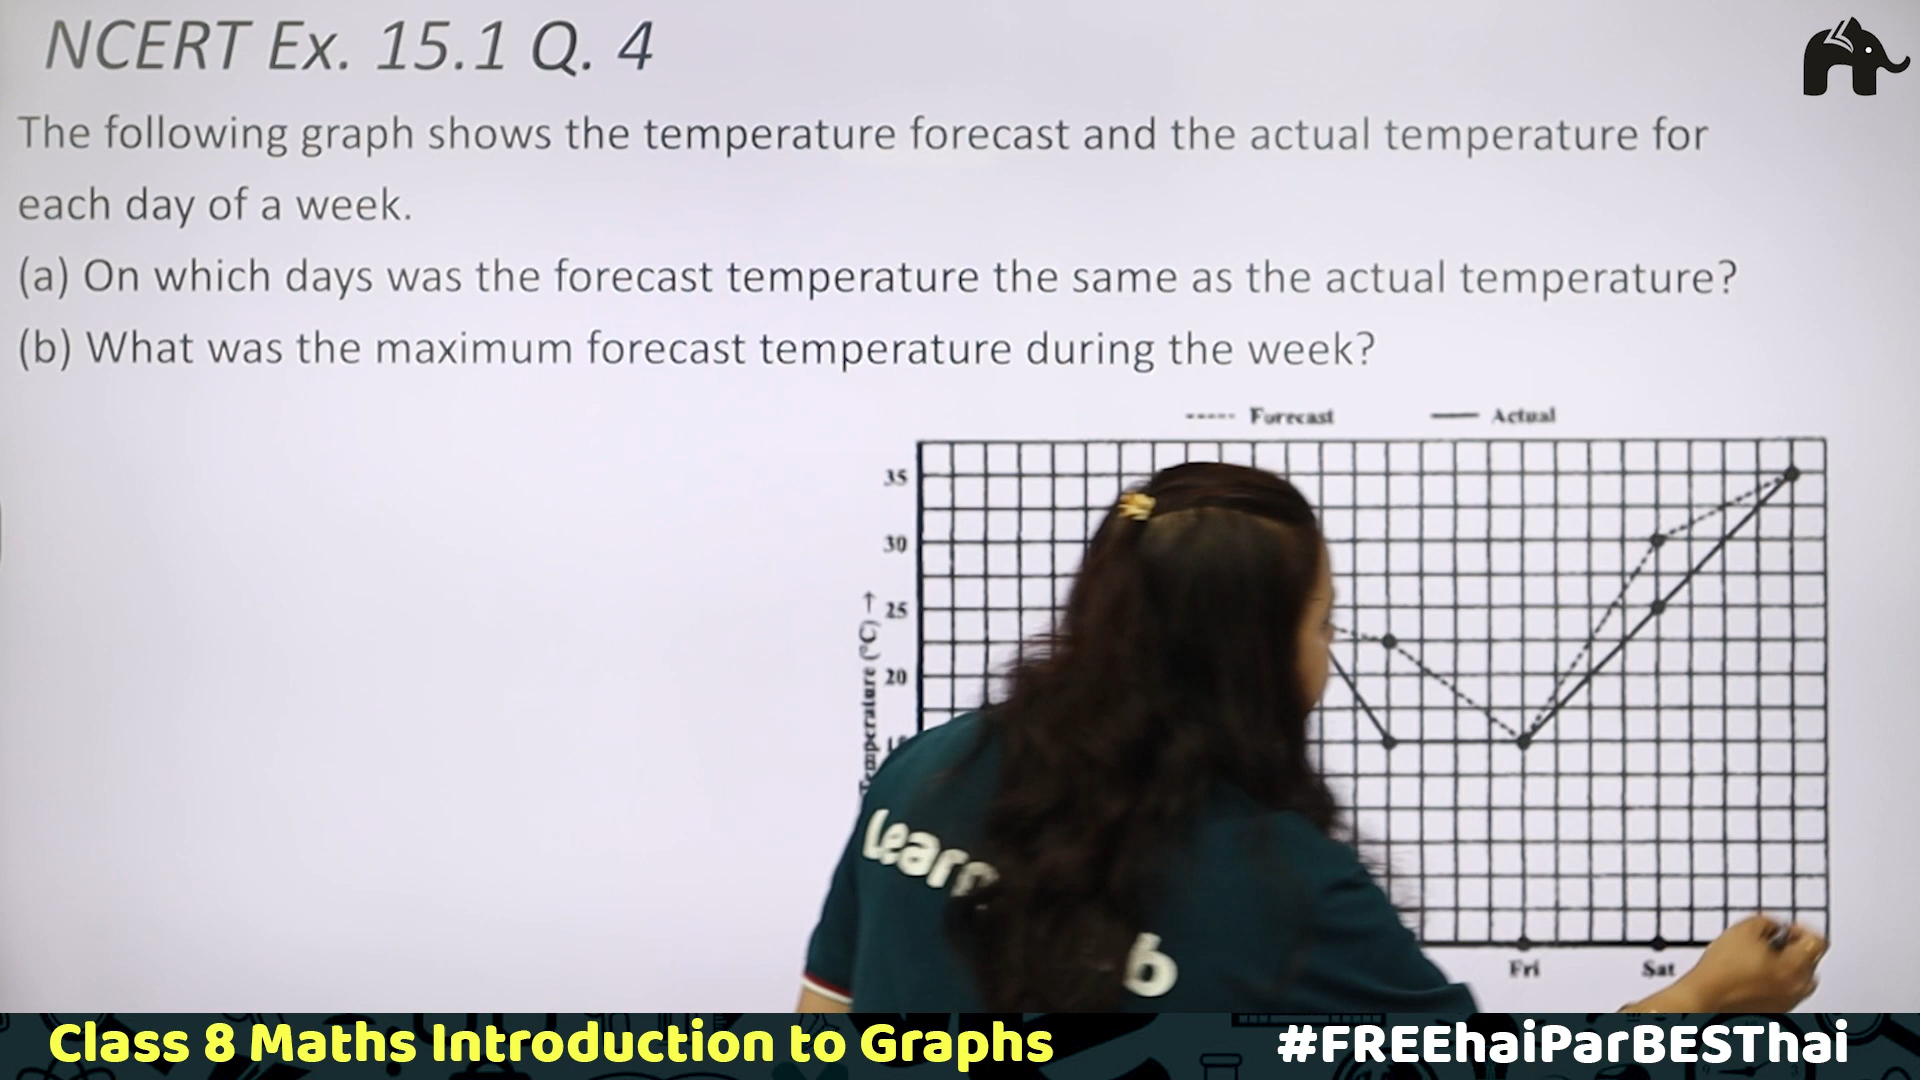 NCERT Ex. 15.1 Q. 4
The following graph shows the temperature forecast and the actual temperature for
each day of a week.
(a) On which days was the forecast temperature the same as the actual temperature?
(b) What was the maximum forecast temperature during the week?
Forecast
Actual
35
30
25
20
Temperature (°C) →
Learn
6
Fri
Sat
Class 8 Maths Introduction to Graphs
#FREEhaiParBESThai